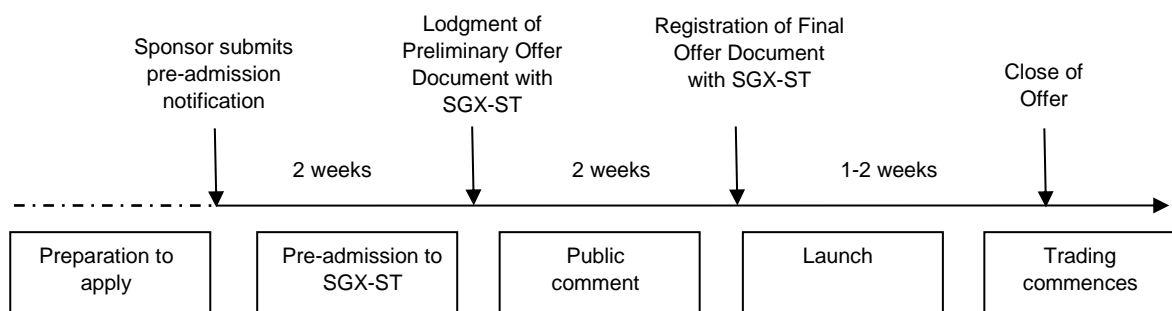 Sponsor submits
pre-admission
notification
Lodgment of
Preliminary Offer
Document with
SGX-ST
Registration of Final
Offer Document
with SGX-ST
Close of
Offer
2 weeks
2 weeks
1-2 weeks
Preparation to
apply
Pre-admission to
SGX-ST
Public
comment
Launch
Trading
commences